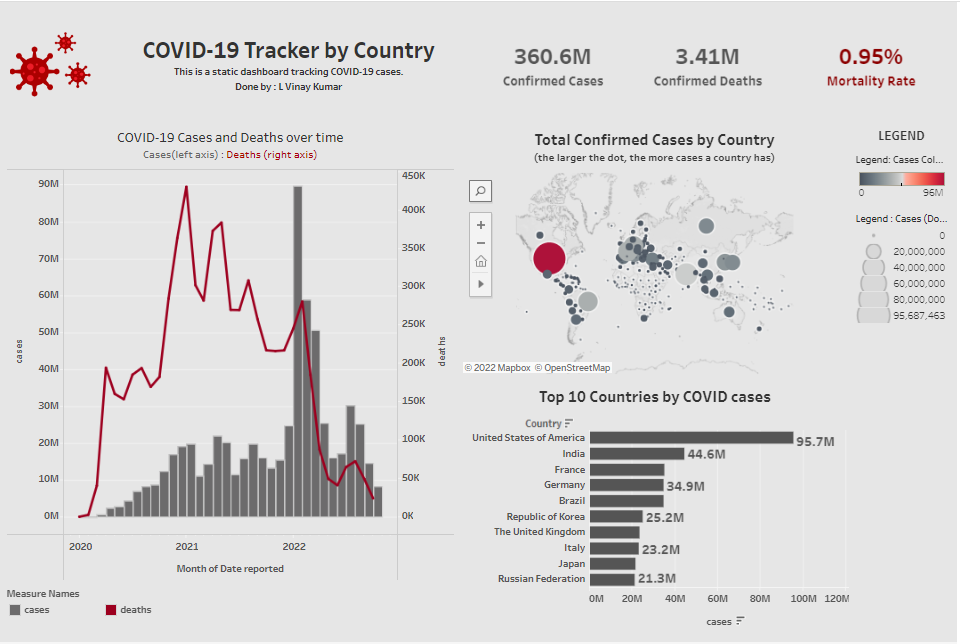 COVID-19 Tracker by Country
This is a static dashboard tracking COVID-19 cases.
Done by : L Vinay Kumar
360.6M
Confirmed Cases
3.41M
Confirmed Deaths
0.95%
Mortality Rate
COVID-19 Cases and Deaths over time
Cases(left axis) : Deaths (right axis)
90M
80M
70M
60M
50M
40M
30M
20M
10M
0M
cases
450K
400K
350K
300K
250K
200K
150K
100K
50K
0K
deaths
2020
2021
2022
Month of Date reported
Measure Names
cases
deaths
Total Confirmed Cases by Country
(the larger the dot, the more cases a country has)
© 2022 Mapbox © OpenStreetMap
LEGEND
Legend: Cases Col...
0
96M
Legend : Cases (Do...
0
20,000,000
40,000,000
60,000,000
80,000,000
95,687,463
Top 10 Countries by COVID cases
Country
United States of America
95.7M
India
44.6M
France
Germany
34.9M
Brazil
Republic of Korea
25.2M
The United Kingdom
Italy
23.2M
Japan
Russian Federation
21.3M
0M 20M 40M 60M 80M 100M 120M
cases